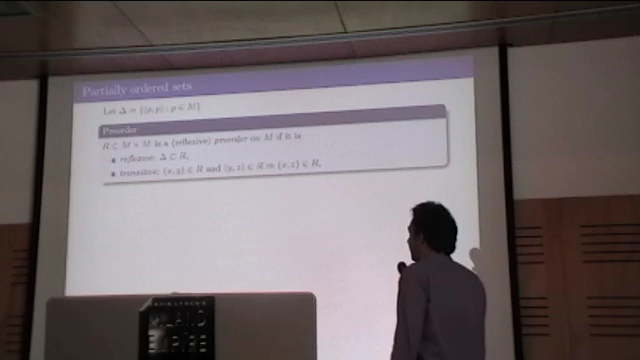 Partially ordered sets
Let Δ = {(p, p) : p ∈ M}
Preorder
R ⊂ M × M is a (reflexive) preorder on M if it is
reflexive: Δ ⊂ R,
transitive: (x, y) ∈ R and (y, z) ∈ R ⇒ (x, z) ∈ R,